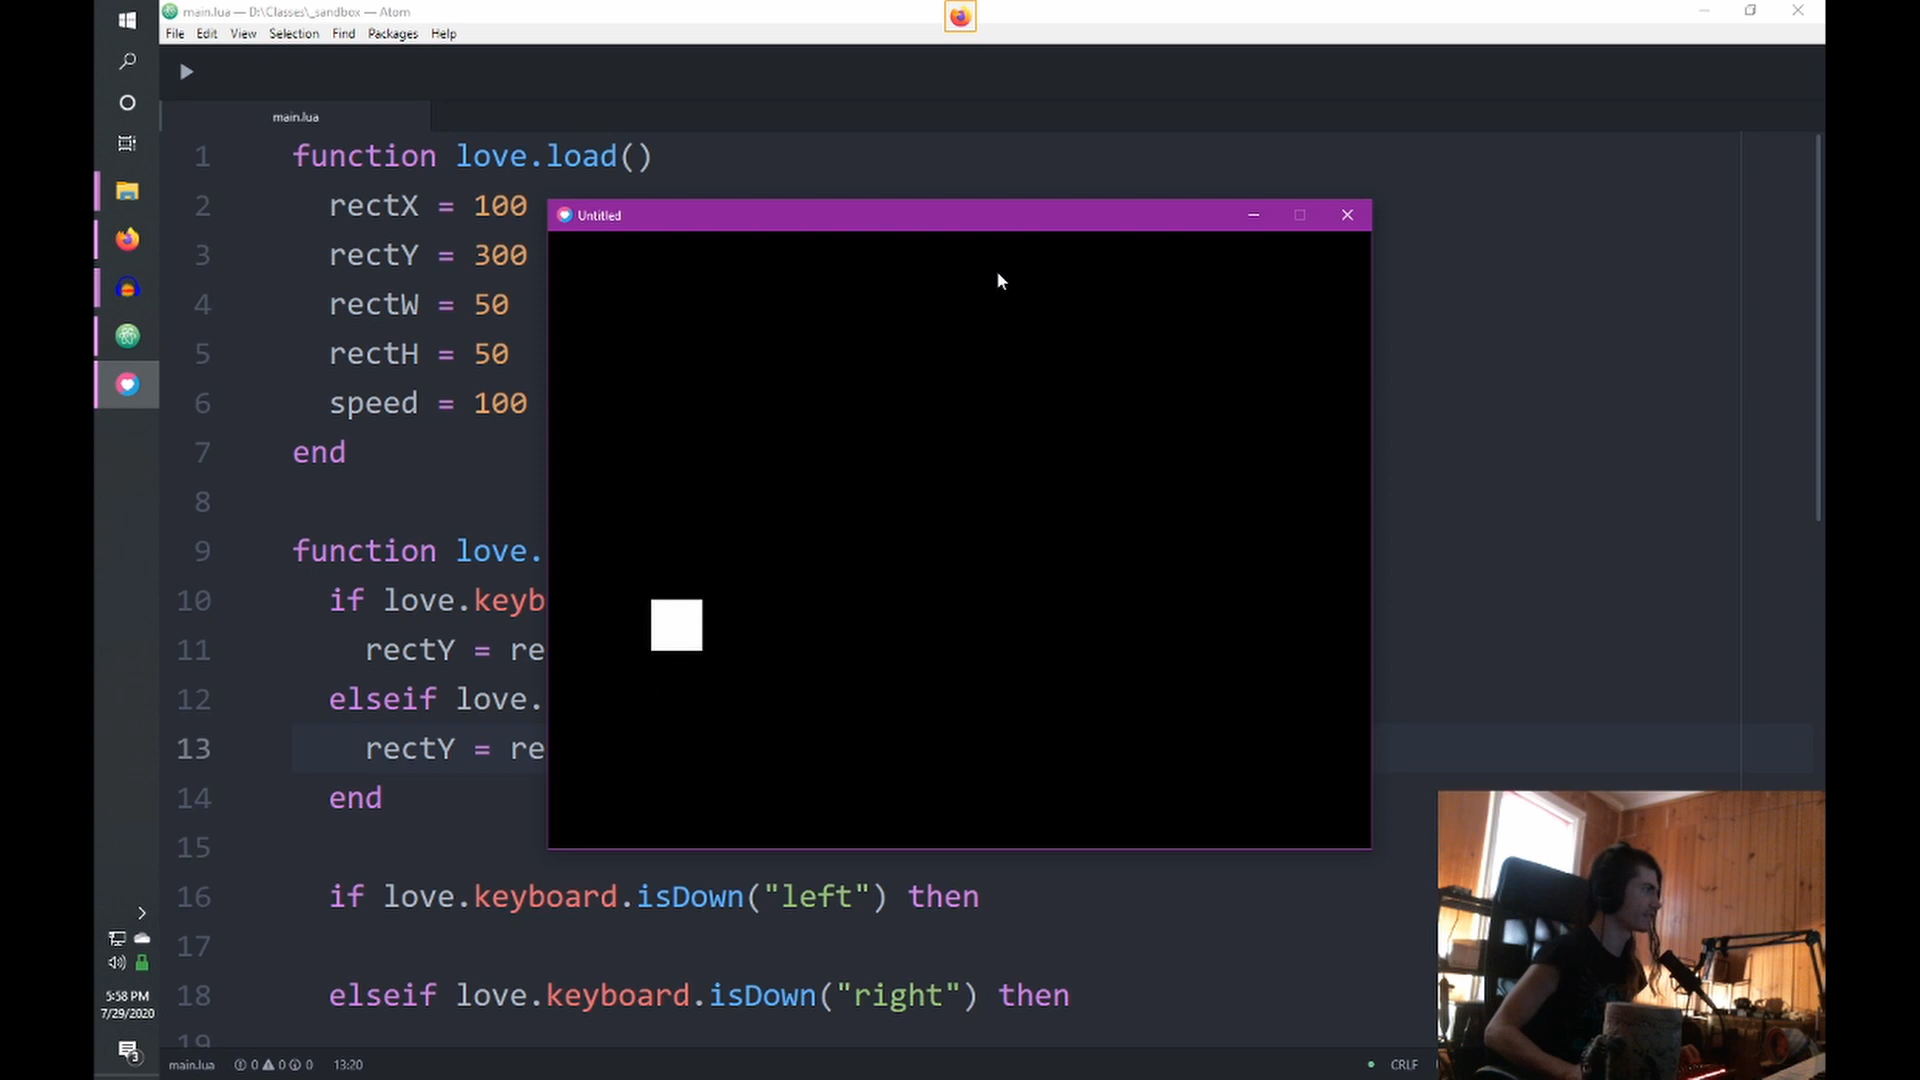 main.lua — D:\Classes\_sandbox — Atom
File Edit View Selection Find Packages Help
main.lua
1 function love.load()
2 rectX = 100
3 rectY = 300
4 rectW = 50
5 rectH = 50
6 speed = 100
7 end
8
9 function love.
10 if love.keyb
11 rectY = re
12 elseif love.
13 rectY = re
14 end
15
16 if love.keyboard.isDown("left") then
17
18 elseif love.keyboard.isDown("right") then
19
Untitled
5:58 PM
7/29/2020
3
main.lua 0 0 0 13:20
CRLF